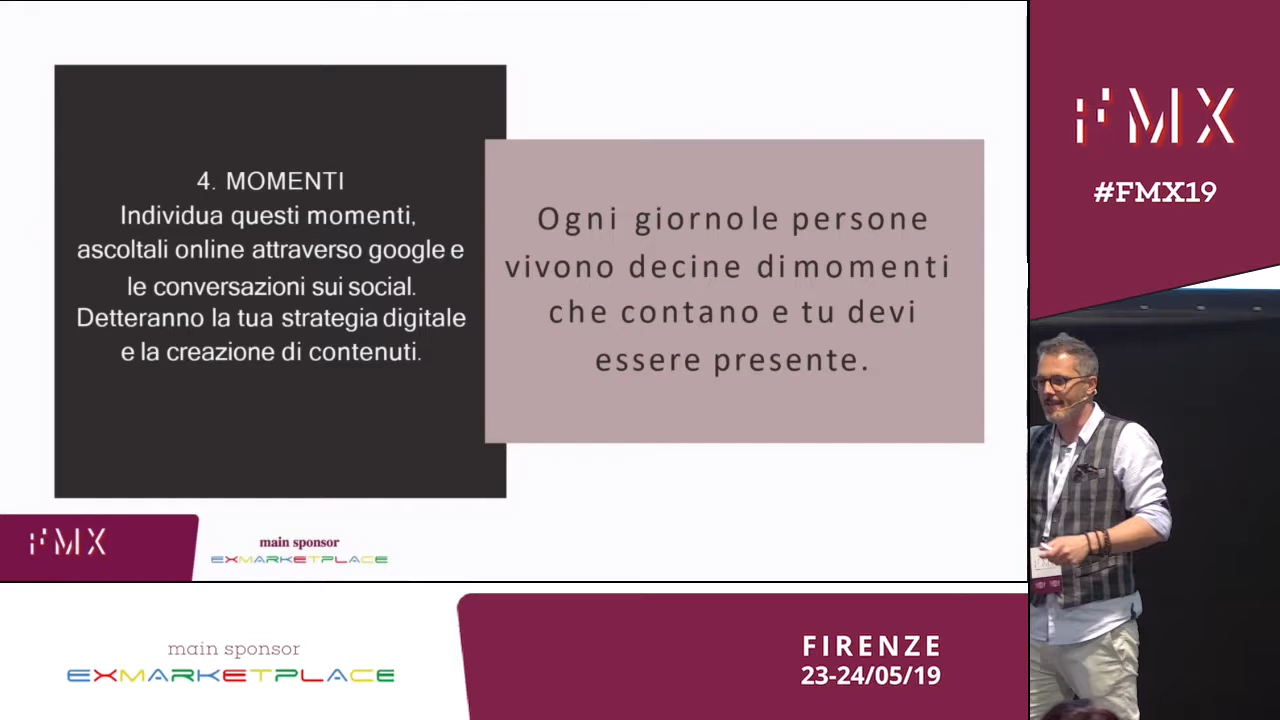 4. MOMENTI
Individua questi momenti,
ascoltali online attraverso google e
le conversazioni sui social.
Detteranno la tua strategia digitale
e la creazione di contenuti.
Ogni giorno le persone
vivono decine di momenti
che contano e tu devi
essere presente.
FMX
main sponsor
EXMARKETPLACE
FMX
#FMX19
main sponsor
EXMARKETPLACE
FIRENZE
23-24/05/19